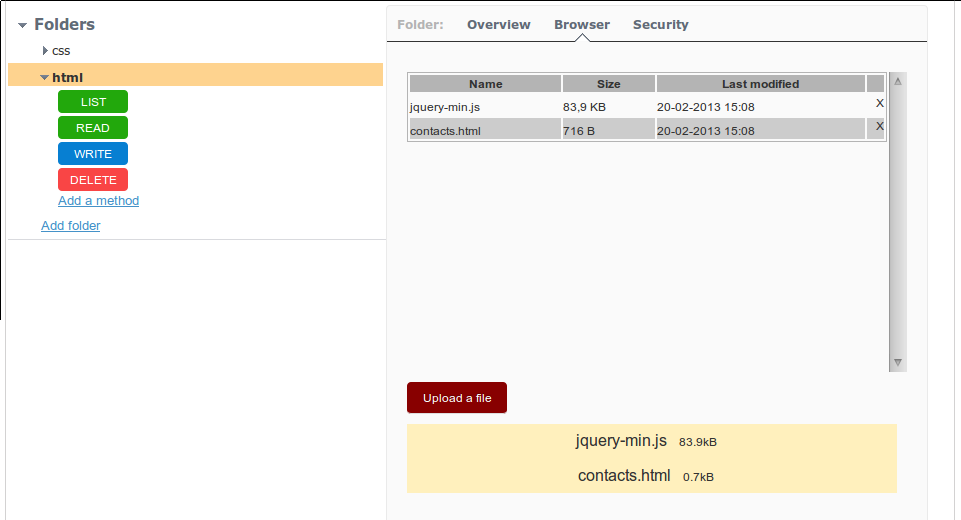 Folders
css
html
LIST
READ
WRITE
DELETE
Add a method
Add folder
Folder: Overview Browser Security
Name Size Last modified
jquery-min.js 83,9 KB 20-02-2013 15:08 X
contacts.html 716 B 20-02-2013 15:08 X
Upload a file
jquery-min.js 83.9kB
contacts.html 0.7kB